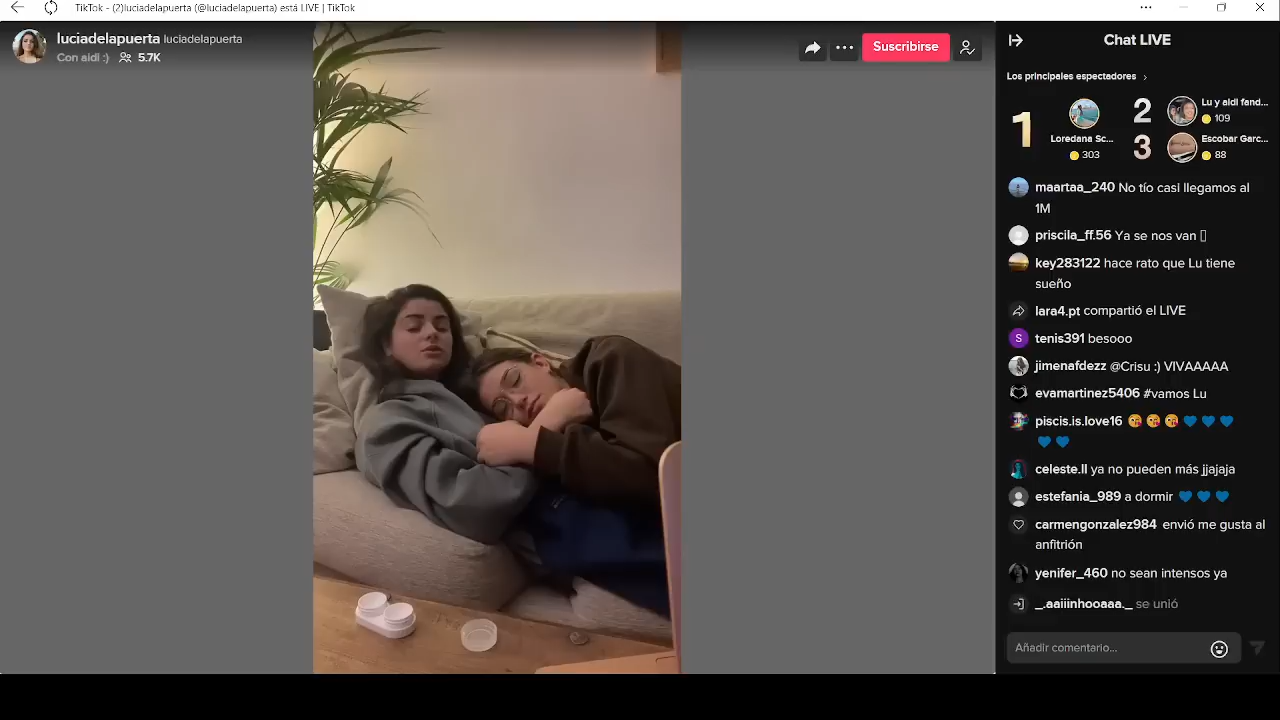 TikTok - (2)luciadelapuerta (@luciadelapuerta) está LIVE | TikTok
luciadelapuerta luciadelapuerta
Con aidi :) 5.7K
Suscribirse
Chat LIVE
Los principales espectadores
1
Loredana Sc...
303
2
Lu y aidi fand...
109
3
Escobar Garc...
88
maartaa_240 No tío casi llegamos al
1M
priscila_ff.56 Ya se nos van
key283122 hace rato que Lu tiene
sueño
lara4.pt compartió el LIVE
S
tenis391 besooo
jimenafdezz @Crisu :) VIVAAAAA
evamartinez5406 #vamos Lu
piscis.is.love16 😘 😘 😘 💙 💙 💙
💙 💙
celeste.ll ya no pueden más jjajaja
estefania_989 a dormir 💙 💙 💙
carmengonzalez984 envió me gusta al
anfitrión
yenifer_460 no sean intensos ya
_.aaiiinhooaaa._ se unió
Añadir comentario...